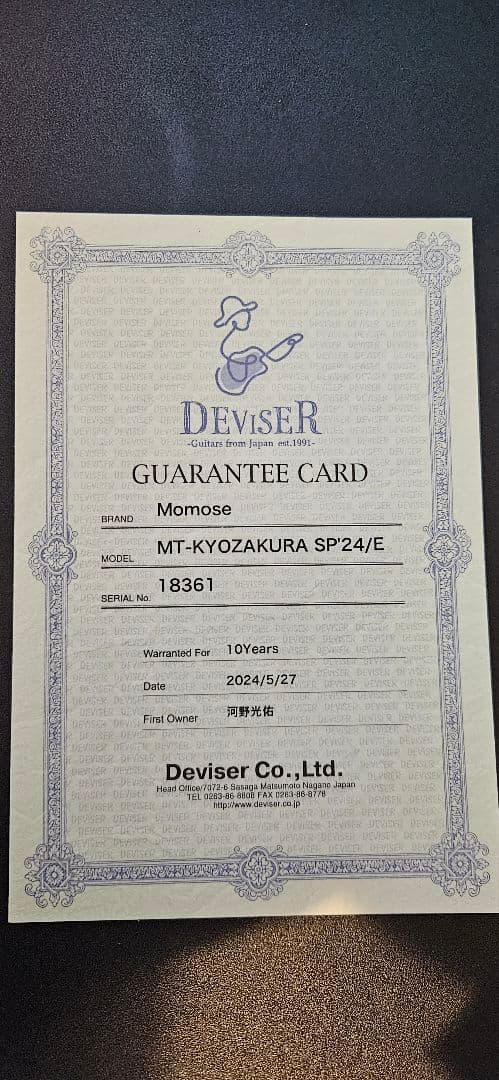 DEVISER
-Guitars from Japan est.1991-
GUARANTEE CARD
BRAND Momose
MODEL MT-KYOZAKURA SP'24/E
SERIAL No. 18361
Warranted For 10Years
Date 2024/5/27
First Owner 河野光佑
Deviser Co.,Ltd.
Head Office/7072-6 Sasaga Matsumoto Nagano Japan
TEL 0263-86-8808 FAX 0263-86-8778
http://www.deviser.co.jp